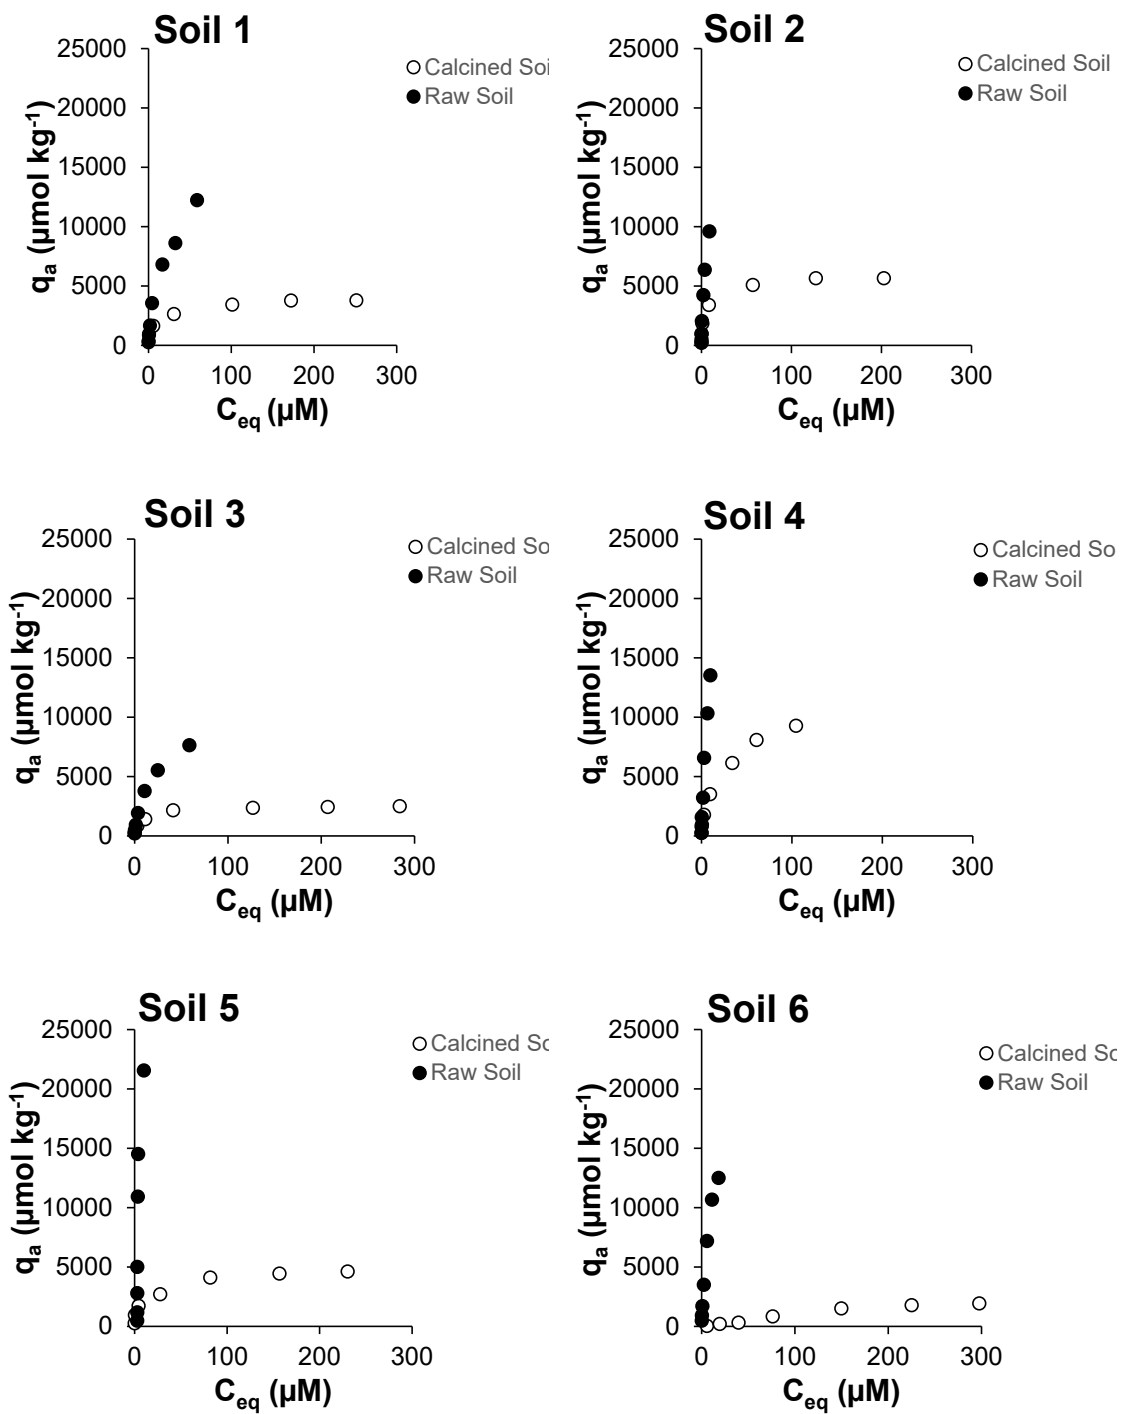 Soil 1
Calcined Soi
Raw Soil
25000
20000
15000
10000
5000
0
qa (µmol kg-1)
0 100 200 300
Ceq (µM)
Soil 2
Calcined Soil
Raw Soil
25000
20000
15000
10000
5000
0
qa (µmol kg-1)
0 100 200 300
Ceq (µM)
Soil 3
Calcined So
Raw Soil
25000
20000
15000
10000
5000
0
qa (µmol kg-1)
0 100 200 300
Ceq (µM)
Soil 4
Calcined So
Raw Soil
25000
20000
15000
10000
5000
0
qa (µmol kg-1)
0 100 200 300
Ceq (µM)
Soil 5
Calcined Sc
Raw Soil
25000
20000
15000
10000
5000
0
qa (µmol kg-1)
0 100 200 300
Ceq (µM)
Soil 6
Calcined Sc
Raw Soil
25000
20000
15000
10000
5000
0
qa (µmol kg-1)
0 100 200 300
Ceq (µM)